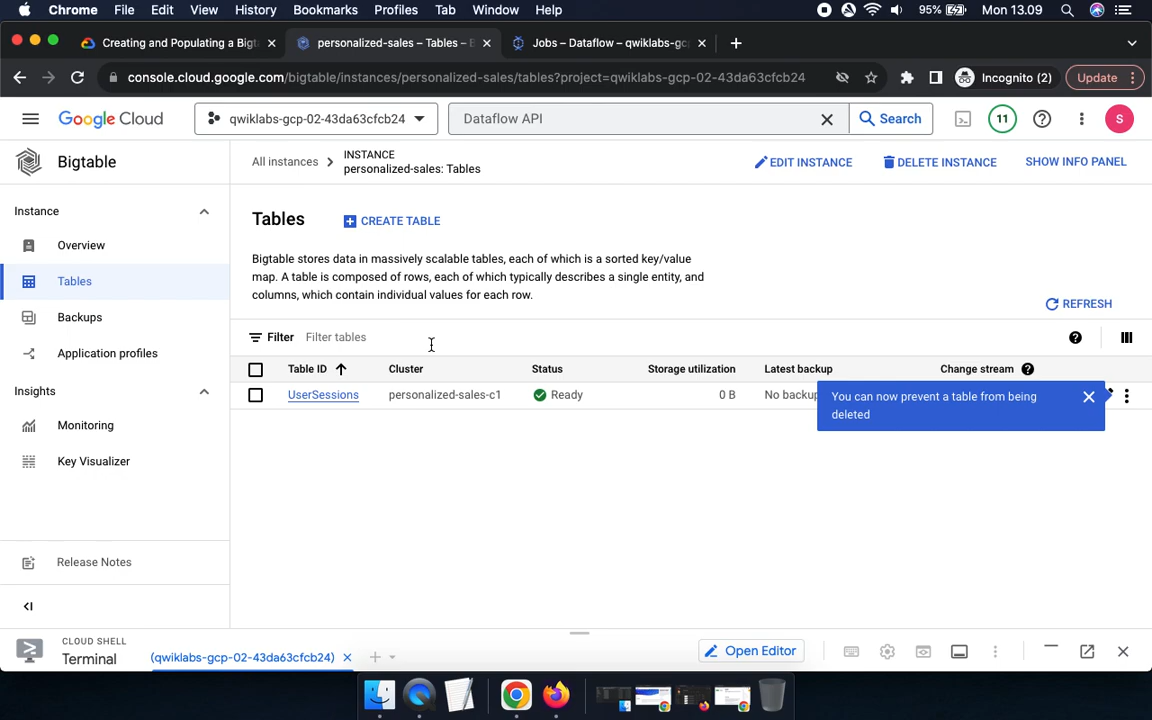 Chrome File Edit View History Bookmarks Profiles Tab Window Help 95% Mon 13.09
Creating and Populating a Bigt
personalized-sales – Tables – B
Jobs – Dataflow – qwiklabs-gc
console.cloud.google.com/bigtable/instances/personalized-sales/tables?project=qwiklabs-gcp-02-43da63cfcb24
Incognito (2)
Update
Google Cloud
qwiklabs-gcp-02-43da63cfcb24
Dataflow API
Search
11
S
Bigtable
All instances
INSTANCE
personalized-sales: Tables
EDIT INSTANCE
DELETE INSTANCE
SHOW INFO PANEL
Instance
Overview
Tables
Backups
Application profiles
Insights
Monitoring
Key Visualizer
Release Notes
Tables
CREATE TABLE
Bigtable stores data in massively scalable tables, each of which is a sorted key/value
map. A table is composed of rows, each of which typically describes a single entity, and
columns, which contain individual values for each row.
REFRESH
Filter Filter tables
Table ID Cluster Status Storage utilization Latest backup Change stream
UserSessions personalized-sales-c1 Ready 0 B No backup
You can now prevent a table from being
deleted
CLOUD SHELL
Terminal
(qwiklabs-gcp-02-43da63cfcb24)
Open Editor